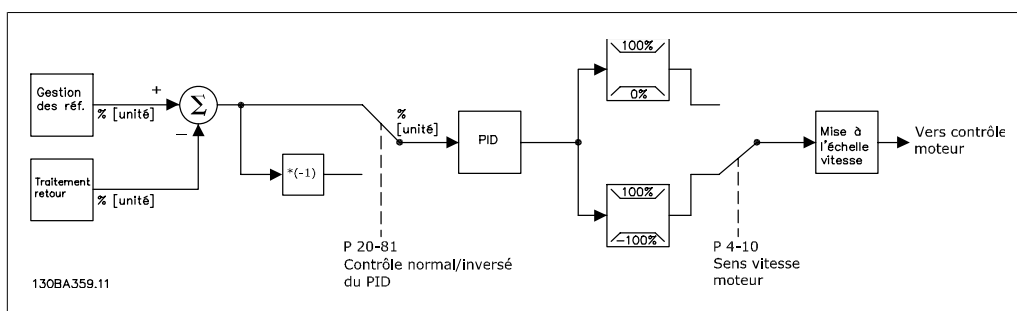 Gestion
des réf.
+
% [unité]
Σ
−
Traitement
retour
% [unité]
*(-1)
%
[unité]
P 20-81
Contrôle normal/inversé
du PID
PID
100%
0%
100%
-100%
P 4-10
Sens vitesse
moteur
Mise à
l'échelle
vitesse
Vers contrôle
moteur
130BA359.11